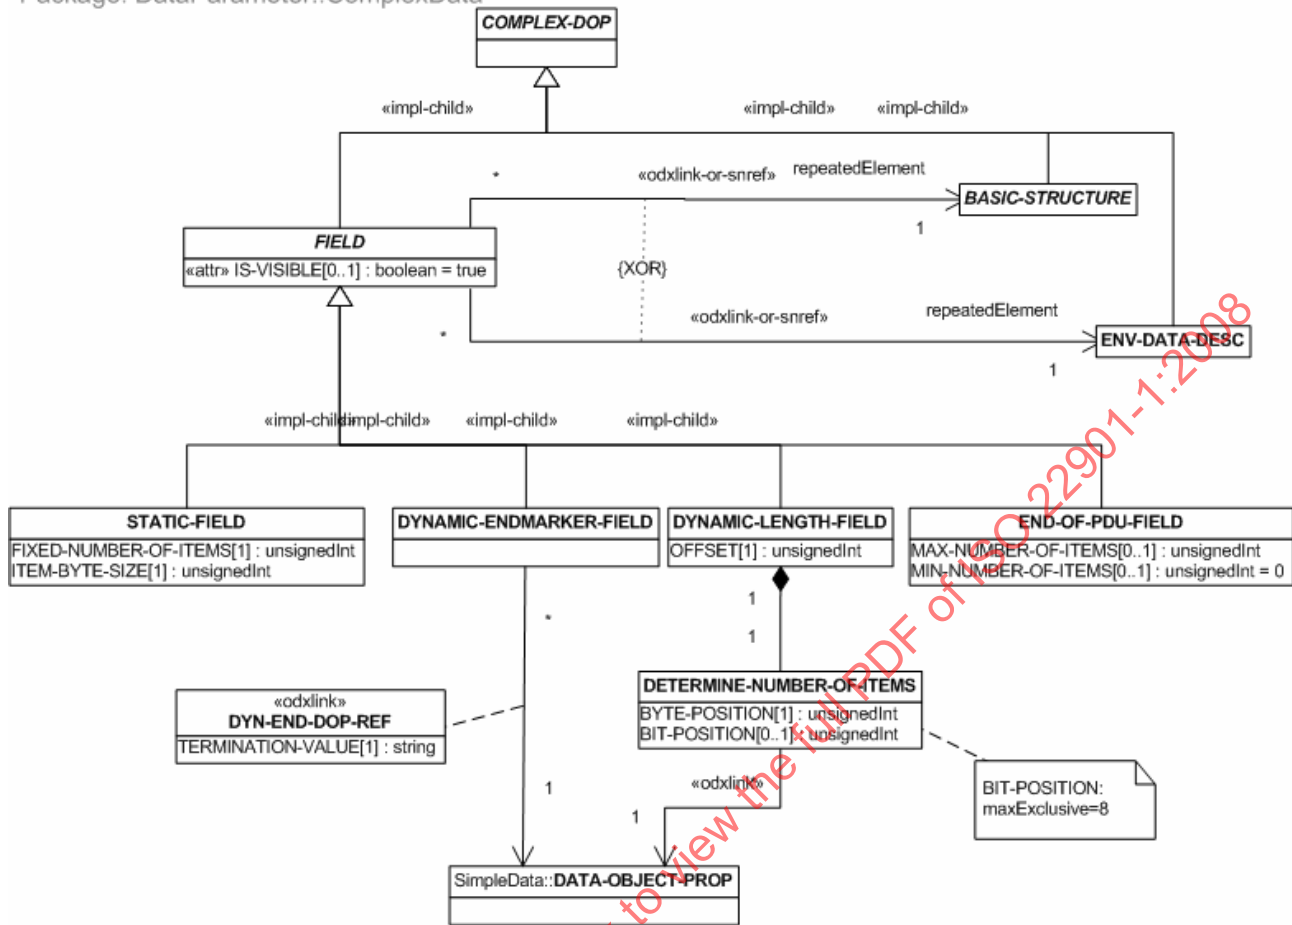 Package: DataParameter::ComplexData
COMPLEX-DOP
«impl-child»
«impl-child»
«impl-child»
*
«odxlink-or-snref»
repeatedElement
BASIC-STRUCTURE
1
FIELD
«attr» IS-VISIBLE[0..1] : boolean = true
{XOR}
*
«odxlink-or-snref»
repeatedElement
ENV-DATA-DESC
1
«impl-child»
«impl-child»
«impl-child»
«impl-child»
STATIC-FIELD
FIXED-NUMBER-OF-ITEMS[1] : unsignedInt
ITEM-BYTE-SIZE[1] : unsignedInt
DYNAMIC-ENDMARKER-FIELD
DYNAMIC-LENGTH-FIELD
OFFSET[1] : unsignedInt
END-OF-PDU-FIELD
MAX-NUMBER-OF-ITEMS[0..1] : unsignedInt
MIN-NUMBER-OF-ITEMS[0..1] : unsignedInt = 0
1
*
1
«odxlink»
DYN-END-DOP-REF
TERMINATION-VALUE[1] : string
DETERMINE-NUMBER-OF-ITEMS
BYTE-POSITION[1] : unsignedInt
BIT-POSITION[0..1] : unsignedInt
BIT-POSITION:
maxExclusive=8
«odxlink»
1
1
SimpleData::DATA-OBJECT-PROP
to view the full PDF of ISO 22901-1:2008